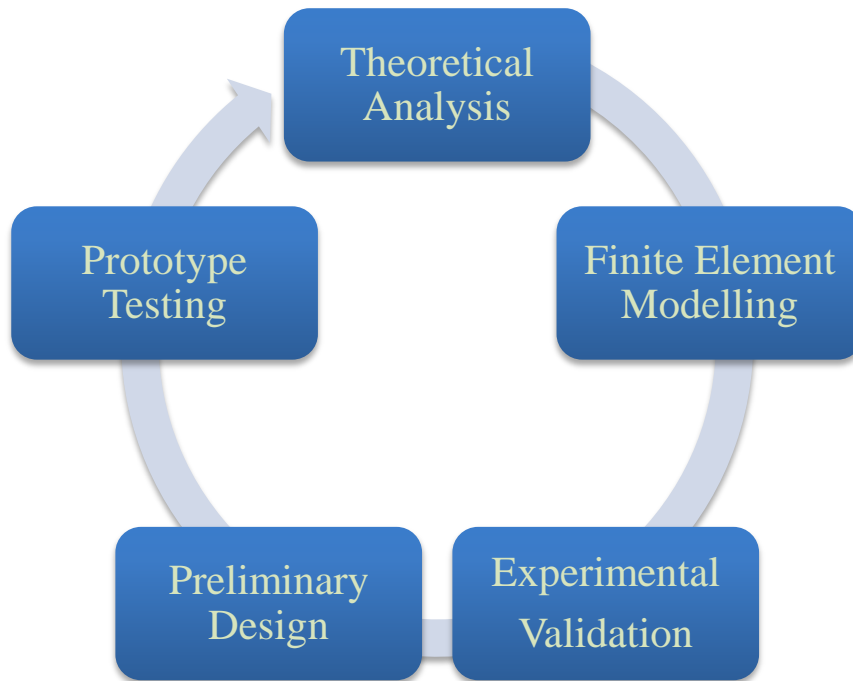 Theoretical
Analysis
Finite Element
Modelling
Experimental
Validation
Preliminary
Design
Prototype
Testing